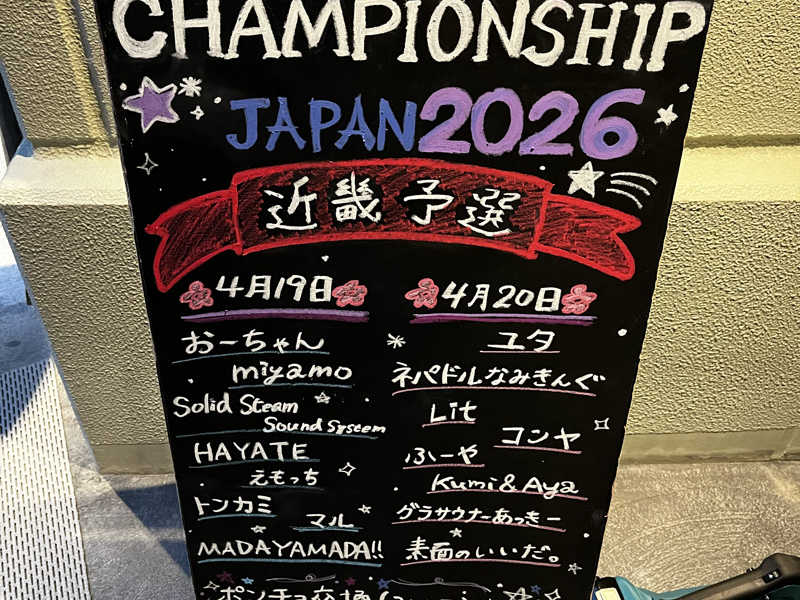 CHAMPIONSHIP
JAPAN 2026
近畿予選
4月19日
おーちゃん
miyamo
Solid Steam
Sound System
HAYATE
えもっち
トンカミ
マル
MADAYAMADA!!
4月20日
ユタ
ネパドルなみきんぐ
Lit
コンヤ
ふーや
Kumi & Aya
グラサウナーあっきー
素面のいいだ。